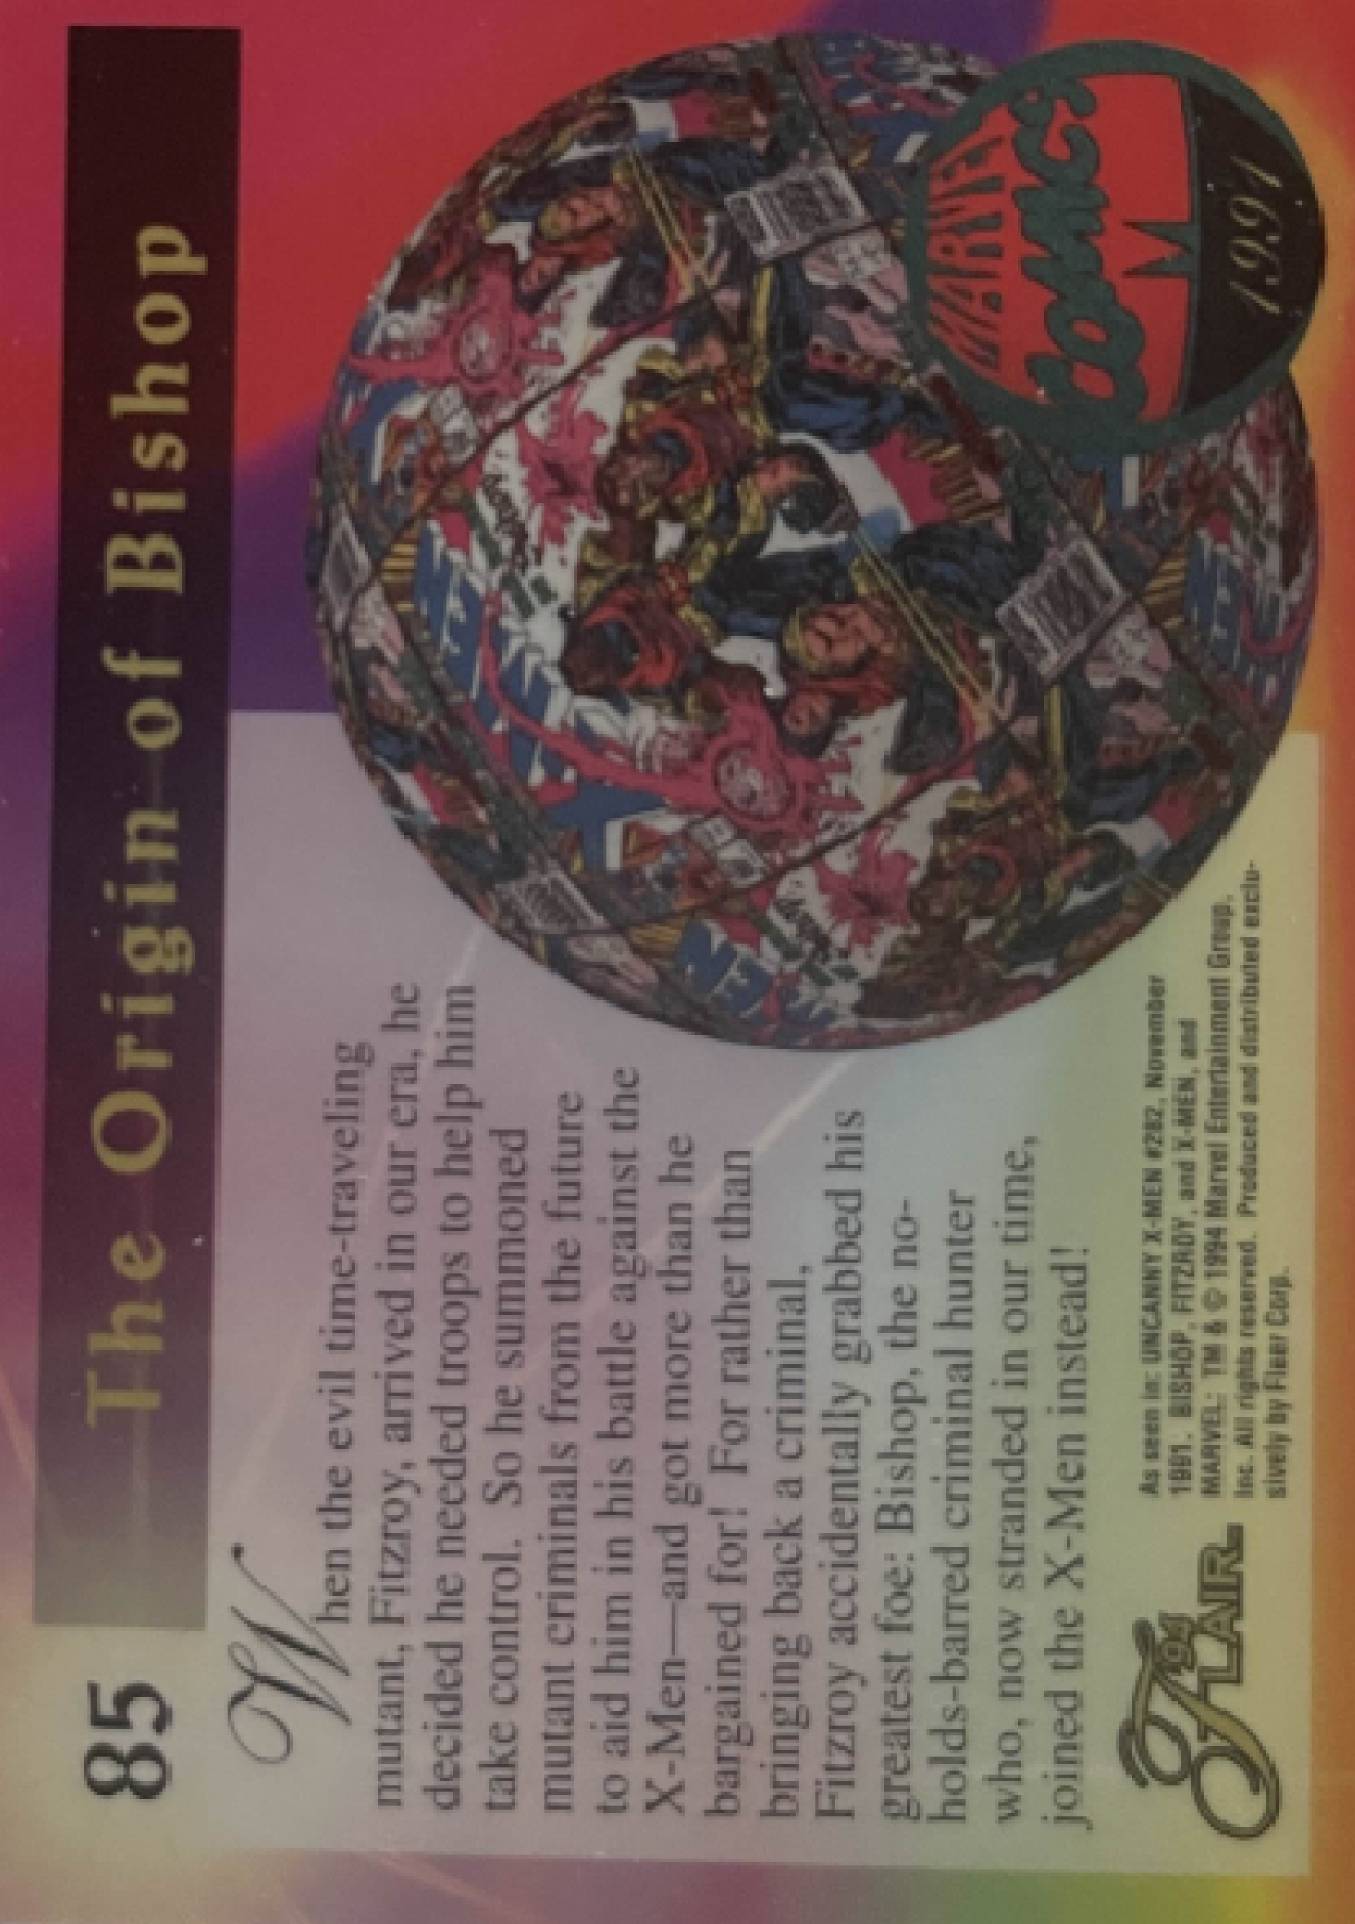 85
The Origin of Bishop
When the evil time-traveling
mutant, Fitzroy, arrived in our era, he
decided he needed troops to help him
take control. So he summoned
mutant criminals from the future
to aid him in his battle against the
X-Men—and got more than he
bargained for! For rather than
bringing back a criminal,
Fitzroy accidentally grabbed his
greatest foe: Bishop, the no-
holds-barred criminal hunter
who, now stranded in our time,
joined the X-Men instead!
'94
FLAIR™
As seen in: UNCANNY X-MEN #282, November
1991. BISHOP, FITZROY, and X-MEN, and
MARVEL: TM & © 1994 Marvel Entertainment Group,
Inc. All rights reserved. Produced and distributed exclu-
sively by Fleer Corp.
Bishop
Bishop
MARVEL
COMICS
M
1991